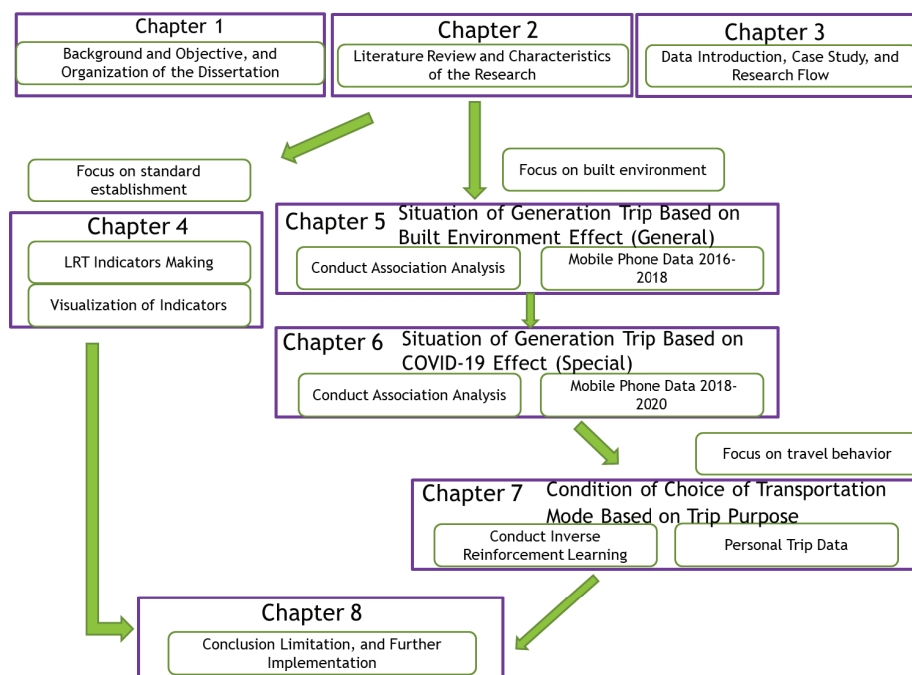 Chapter 1
Background and Objective, and
Organization of the Dissertation
Chapter 2
Literature Review and Characteristics
of the Research
Chapter 3
Data Introduction, Case Study, and
Research Flow
Focus on standard
establishment
Focus on built environment
Chapter 4
LRT Indicators Making
Visualization of Indicators
Chapter 5
Situation of Generation Trip Based on
Built Environment Effect (General)
Conduct Association Analysis
Mobile Phone Data 2016-
2018
Chapter 6
Situation of Generation Trip Based on
COVID-19 Effect (Special)
Conduct Association Analysis
Mobile Phone Data 2018-
2020
Focus on travel behavior
Chapter 7
Condition of Choice of Transportation
Mode Based on Trip Purpose
Conduct Inverse
Reinforcement Learning
Personal Trip Data
Chapter 8
Conclusion Limitation, and Further
Implementation